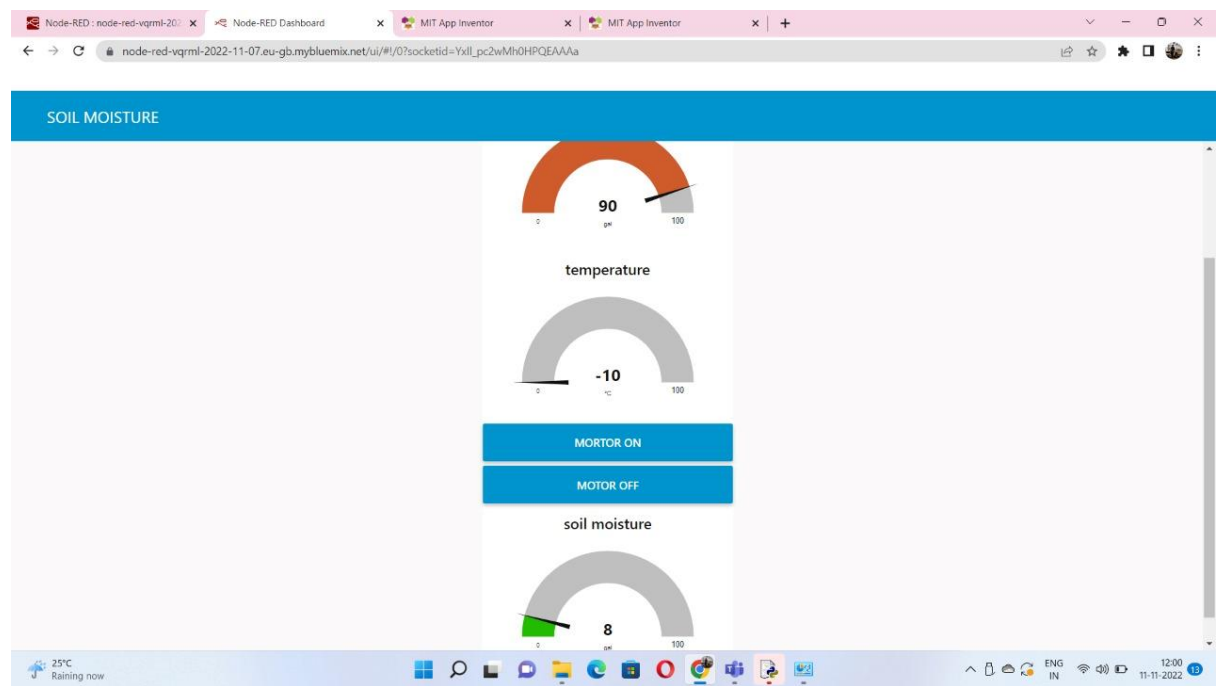 Node-RED : node-red-vqrml-202
Node-RED Dashboard
MIT App Inventor
MIT App Inventor
node-red-vqrml-2022-11-07.eu-gb.mybluemix.net/ui/#!/0?socketid=YxlI_pc2wMh0HPQEAAAa
SOIL MOISTURE
90
0
gal
100
temperature
-10
0
°C
100
MORTOR ON
MOTOR OFF
soil moisture
8
0
100
25°C
Raining now
ENG
IN
12:00
11-11-2022
13